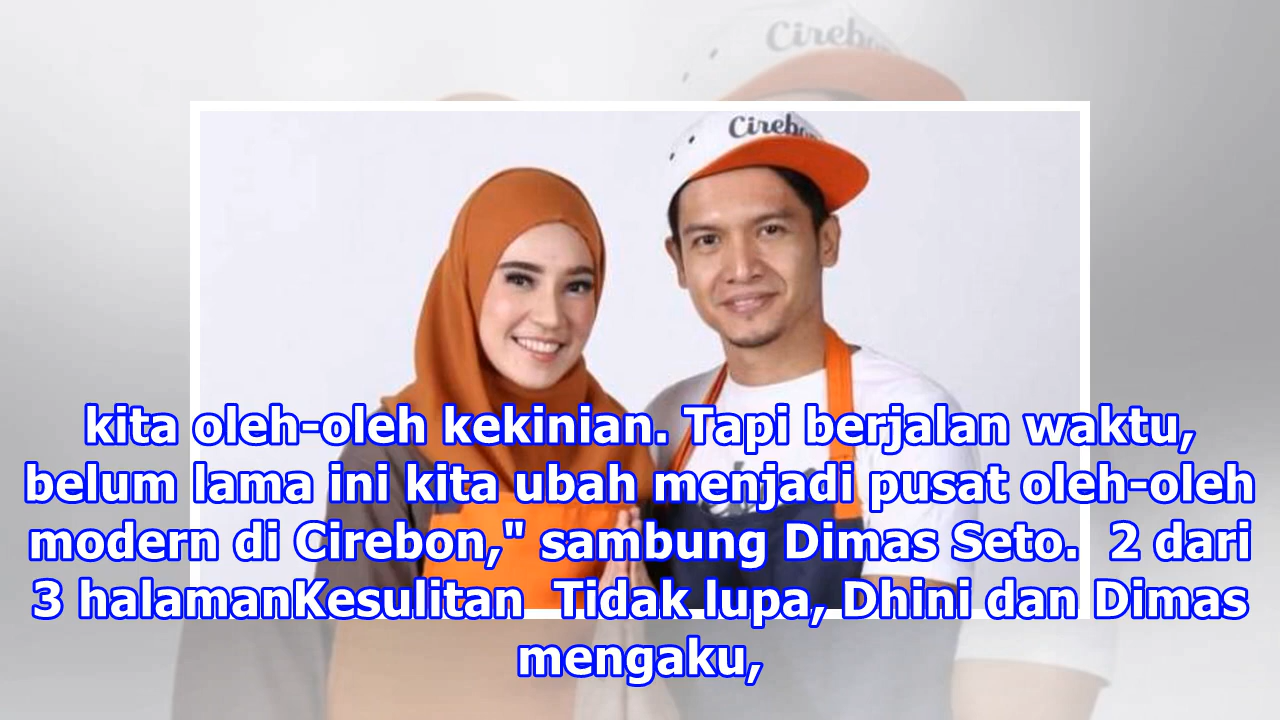 Cirebon
Cirebon
kita oleh-oleh kekinian. Tapi berjalan waktu,
belum lama ini kita ubah menjadi pusat oleh-oleh
modern di Cirebon," sambung Dimas Seto.  2 dari
3 halamanKesulitan  Tidak lupa, Dhini dan Dimas
mengaku,